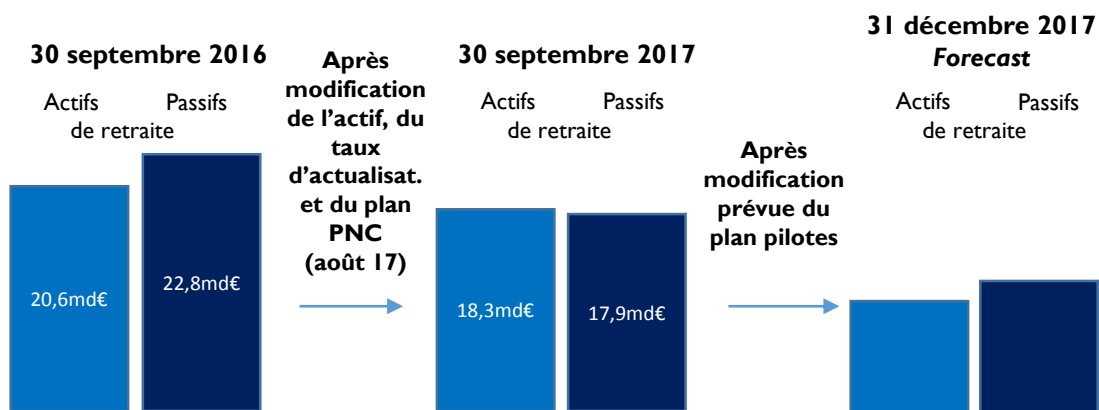 30 septembre 2016
Actifs
Passifs
de retraite
20,6md€
22,8md€
Après
modification
de l'actif, du
taux
d'actualisat.
et du plan
PNC
(août 17)
30 septembre 2017
Actifs
Passifs
de retraite
18,3md€
17,9md€
Après
modification
prévue du
plan pilotes
31 décembre 2017
Forecast
Actifs
Passifs
de retraite